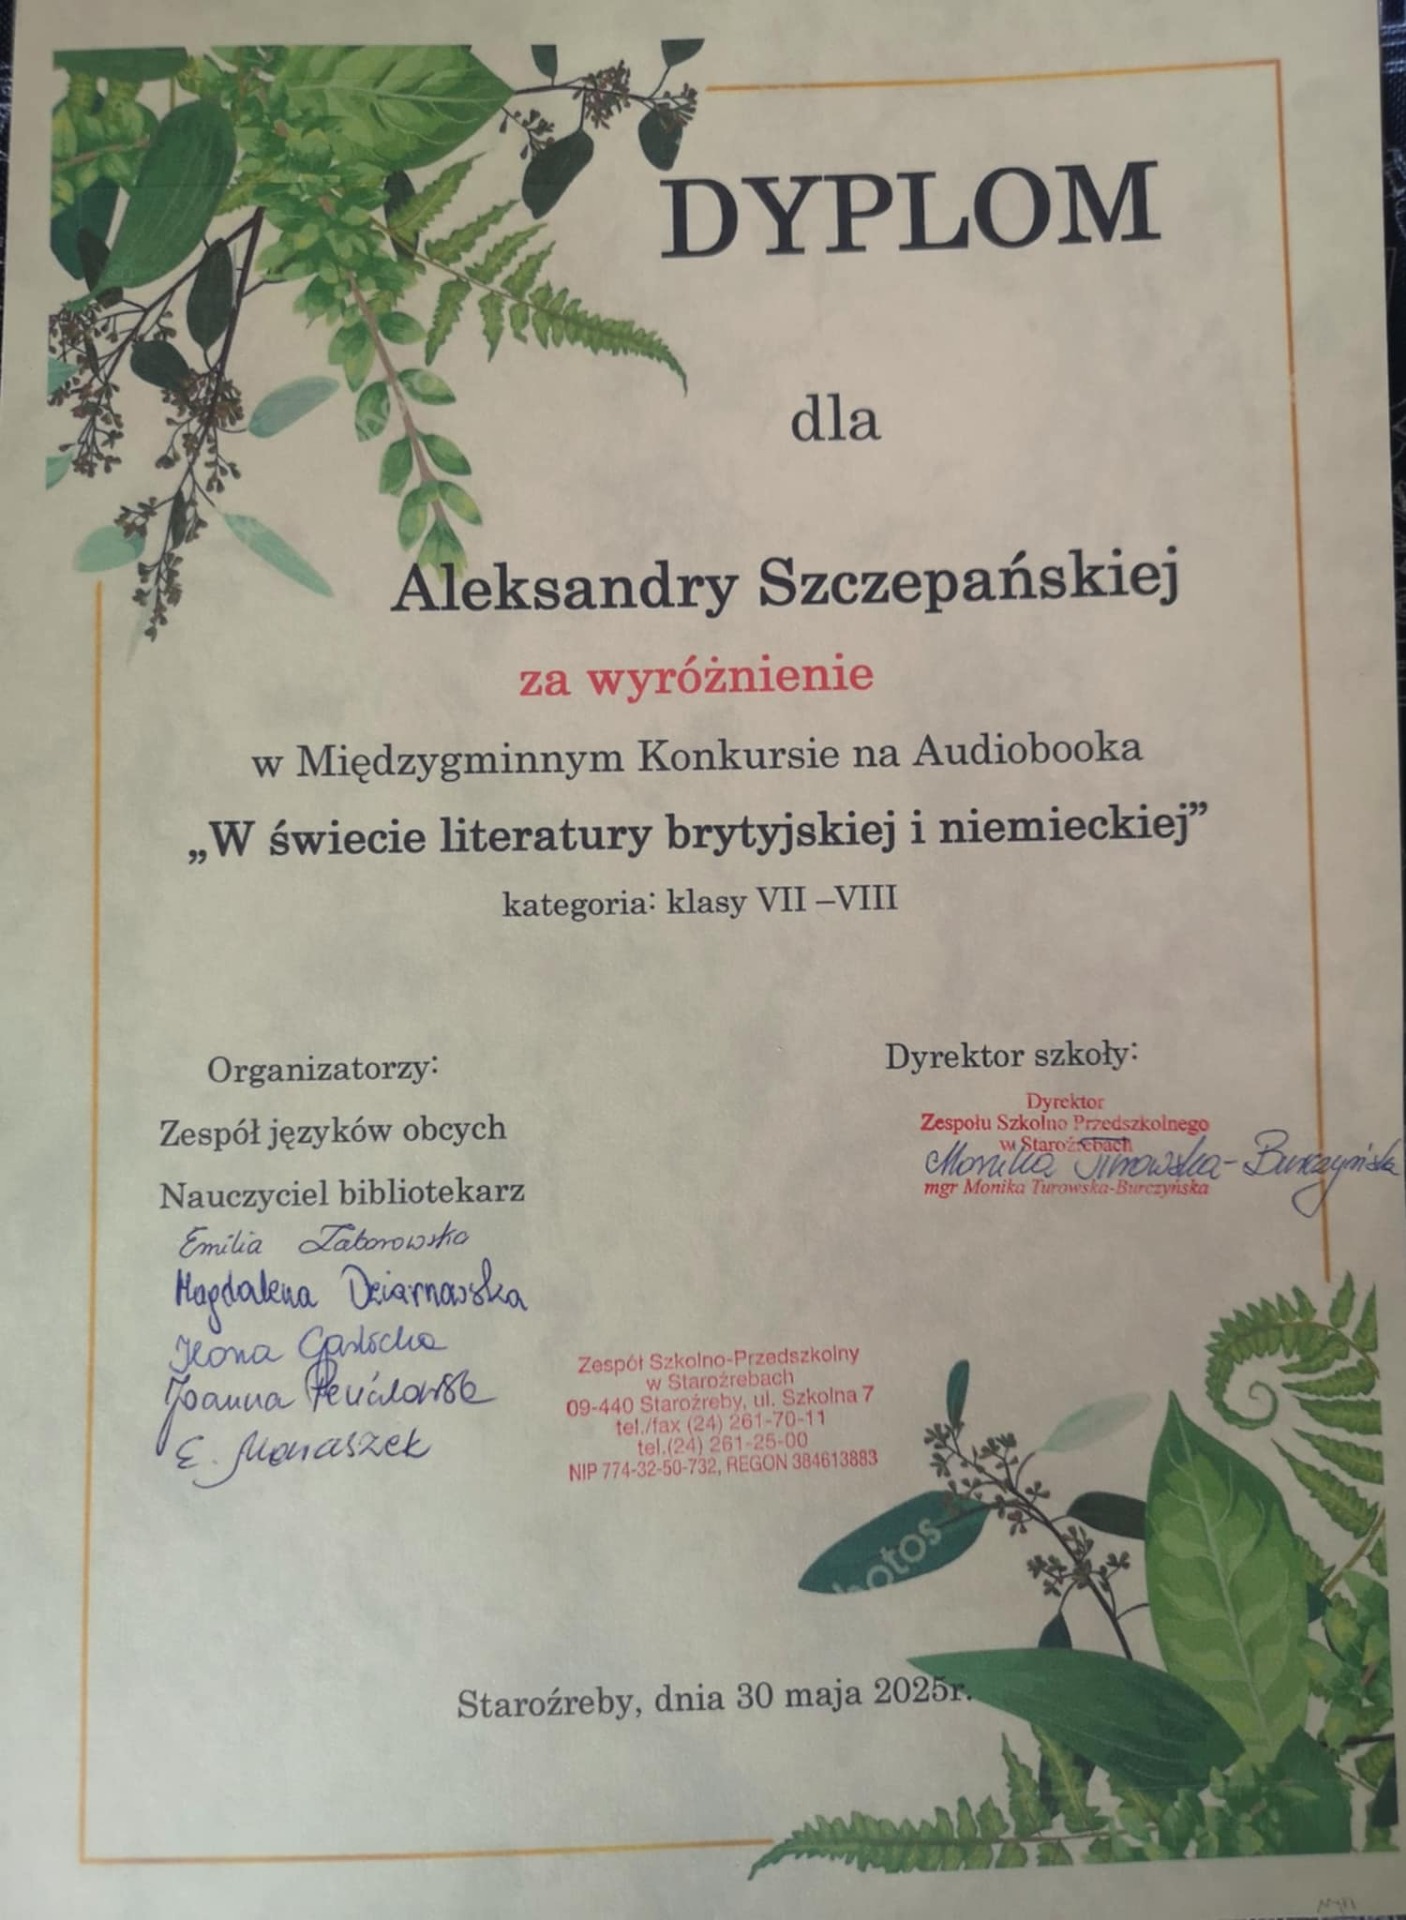 DYPLOM
dla
Aleksandry Szczepańskiej
za wyróżnienie
w Międzygminnym Konkursie na Audiobooka
„W świecie literatury brytyjskiej i niemieckiej”
kategoria: klasy VII –VIII
Organizatorzy:
Zespół języków obcych
Nauczyciel bibliotekarz
Emilia Zaborowska
Magdalena Dziarnowska
Ilona
Joanna
E. Monaszek
Dyrektor szkoły:
Dyrektor
Zespołu Szkolno Przedszkolnego
w Staroźrebach
Monika Turowska-Burczyńska
mgr Monika Turowska-Burczyńska
Zespół Szkolno-Przedszkolny
w Staroźrebach
09-440 Staroźreby, ul. Szkolna 7
tel./fax (24) 261-70-11
tel.(24) 261-25-00
NIP 774-32-50-732, REGON 384613883
hotos
Staroźreby, dnia 30 maja 2025r.